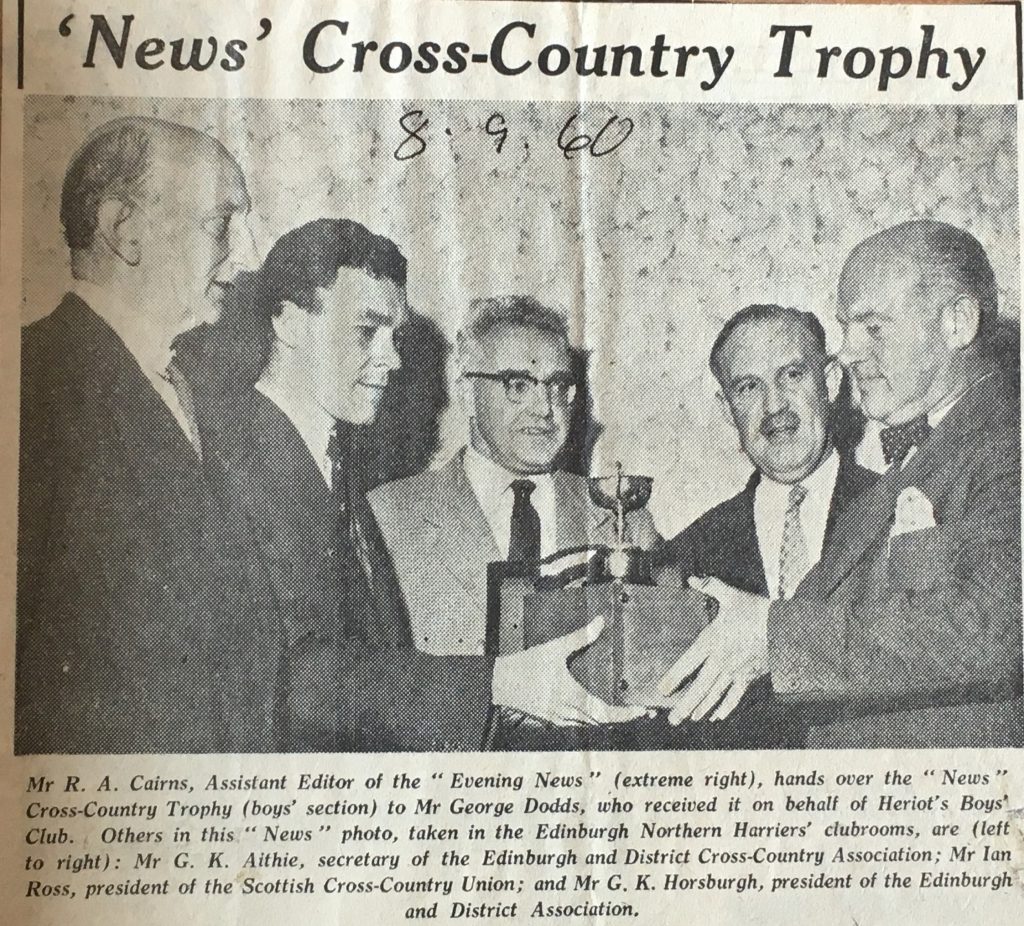 ‘News’ Cross-Country Trophy
8.9.60
Mr R. A. Cairns, Assistant Editor of the “Evening News” (extreme right), hands over the “News”
Cross-Country Trophy (boys’ section) to Mr George Dodds, who received it on behalf of Heriot’s Boys’
Club. Others in this “News” photo, taken in the Edinburgh Northern Harriers’ clubrooms, are (left
to right): Mr G. K. Aithie, secretary of the Edinburgh and District Cross-Country Association; Mr Ian
Ross, president of the Scottish Cross-Country Union; and Mr G. K. Horsburgh, president of the Edinburgh
and District Association.